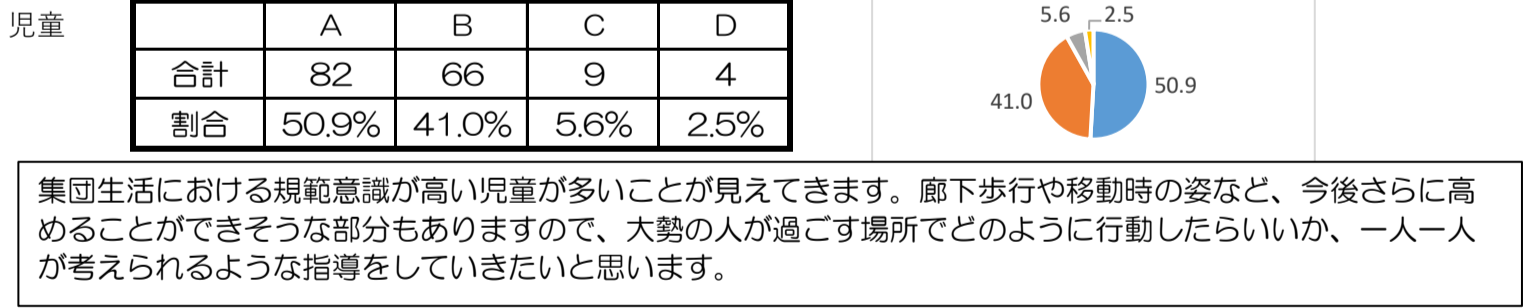 児童
A B C D
合計 82 66 9 4
割合 50.9% 41.0% 5.6% 2.5%
5.6 2.5
50.9
41.0
集団生活における規範意識が高い児童が多いことが見えてきます。廊下歩行や移動時の姿など、今後さらに高
めることができそうな部分もありますので、大勢の人が過ごす場所でどのように行動したらいいか、一人一人
が考えられるような指導をしていきたいと思います。